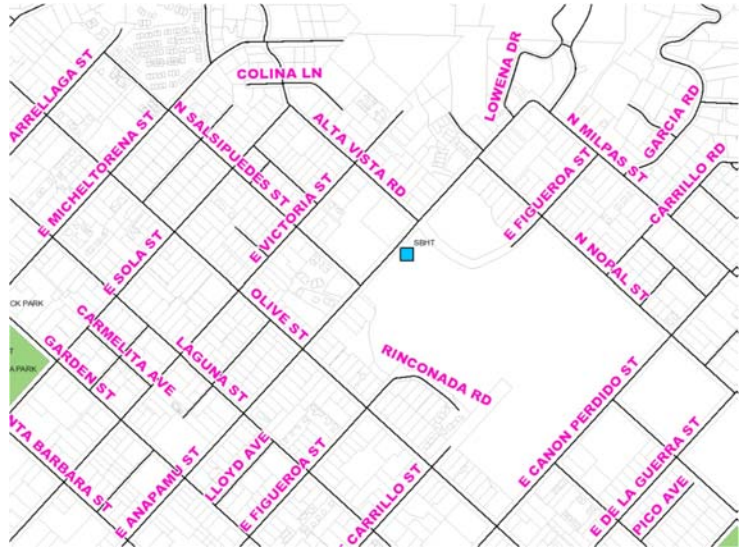 COLINA LN
LOWENA DR
ARRELLAGA ST
N SALSIPUEDES ST
ALTA VISTA RD
N MILPAS ST
GARCIA RD
E MICHELTORENA ST
E VICTORIA ST
E FIGUEROA ST
CARRILLO RD
SBHT
E SOLA ST
N NOPAL ST
CK PARK
OLIVE ST
CARMELITA AVE
LAGUNA ST
GARDEN ST
T
A PARK
RINCONADA RD
E CANON PERDIDO ST
NTA BARBARA ST
E ANAPAMU ST
LLOYD AVE
E FIGUEROA ST
CARRILLO ST
E DE LA GUERRA ST
PICO AVE